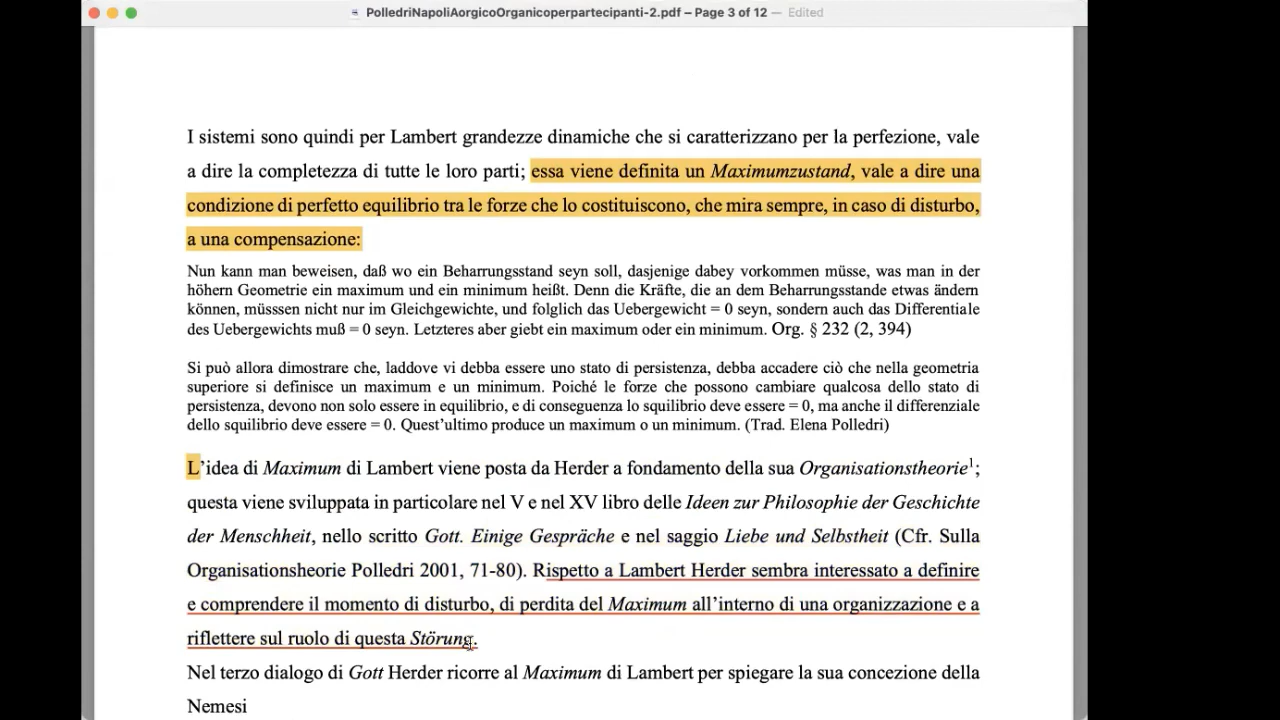 PolledriNapoliAorgicoOrganicoperpartecipanti-2.pdf – Page 3 of 12 — Edited
I sistemi sono quindi per Lambert grandezze dinamiche che si caratterizzano per la perfezione, vale
a dire la completezza di tutte le loro parti; essa viene definita un Maximumzustand, vale a dire una
condizione di perfetto equilibrio tra le forze che lo costituiscono, che mira sempre, in caso di disturbo,
a una compensazione:
Nun kann man beweisen, daß wo ein Beharrungsstand seyn soll, dasjenige dabey vorkommen müsse, was man in der
höhern Geometrie ein maximum und ein minimum heißt. Denn die Kräfte, die an dem Beharrungsstande etwas ändern
können, müsssen nicht nur im Gleichgewichte, und folglich das Uebergewicht = 0 seyn, sondern auch das Differentiale
des Uebergewichts muß = 0 seyn. Letzteres aber giebt ein maximum oder ein minimum. Org. § 232 (2, 394)
Si può allora dimostrare che, laddove vi debba essere uno stato di persistenza, debba accadere ciò che nella geometria
superiore si definisce un maximum e un minimum. Poiché le forze che possono cambiare qualcosa dello stato di
persistenza, devono non solo essere in equilibrio, e di conseguenza lo squilibrio deve essere = 0, ma anche il differenziale
dello squilibrio deve essere = 0. Quest’ultimo produce un maximum o un minimum. (Trad. Elena Polledri)
L’idea di Maximum di Lambert viene posta da Herder a fondamento della sua Organisationstheorie¹;
questa viene sviluppata in particolare nel V e nel XV libro delle Ideen zur Philosophie der Geschichte
der Menschheit, nello scritto Gott. Einige Gespräche e nel saggio Liebe und Selbstheit (Cfr. Sulla
Organisationsheorie Polledri 2001, 71-80). Rispetto a Lambert Herder sembra interessato a definire
e comprendere il momento di disturbo, di perdita del Maximum all’interno di una organizzazione e a
riflettere sul ruolo di questa Störung.
Nel terzo dialogo di Gott Herder ricorre al Maximum di Lambert per spiegare la sua concezione della
Nemesi